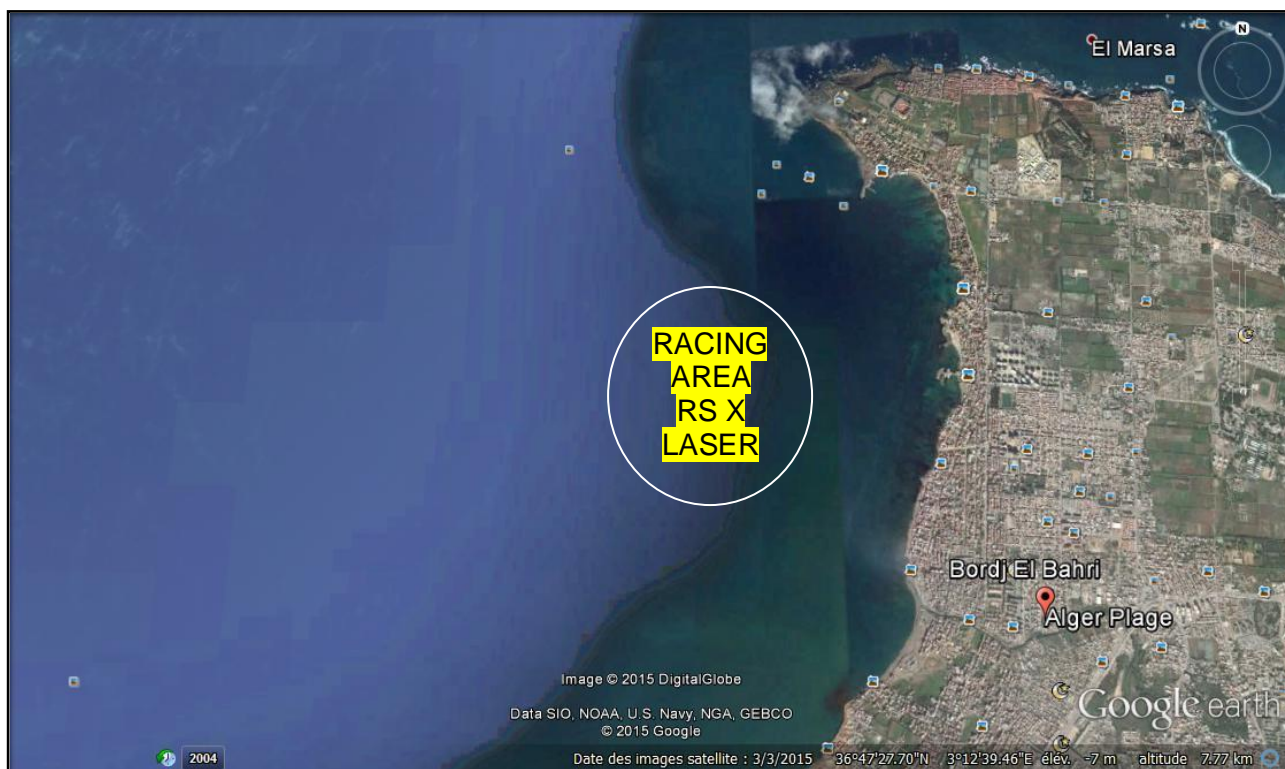 N
El Marsa
RACING
AREA
RS X
LASER
Bordj El Bahri
Alger Plage
Image © 2015 DigitalGlobe
Data SIO, NOAA, U.S. Navy, NGA, GEBCO
© 2015 Google
Google earth
2004
Date des images satellite : 3/3/2015 36°47'27.70"N 3°12'39.46"E élév. -7 m altitude 7.77 km